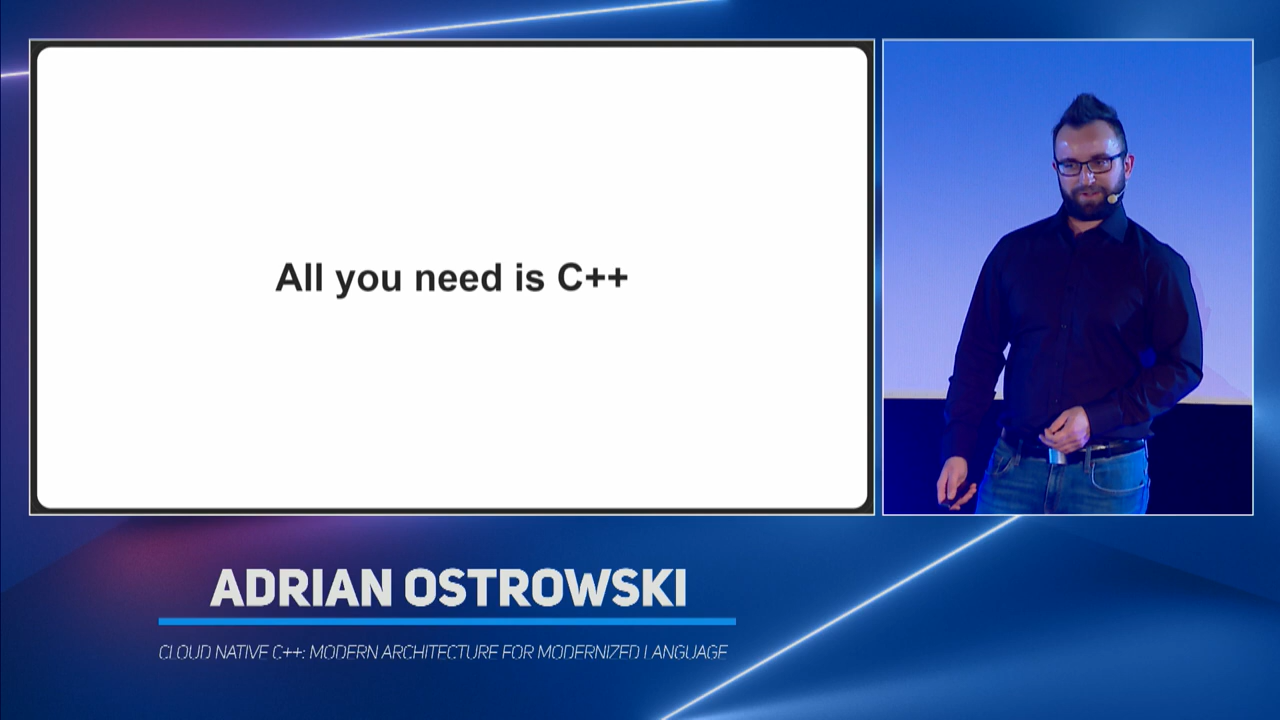 All you need is C++
ADRIAN OSTROWSKI
CLOUD NATIVE C++: MODERN ARCHITECTURE FOR MODERNIZED LANGUAGE